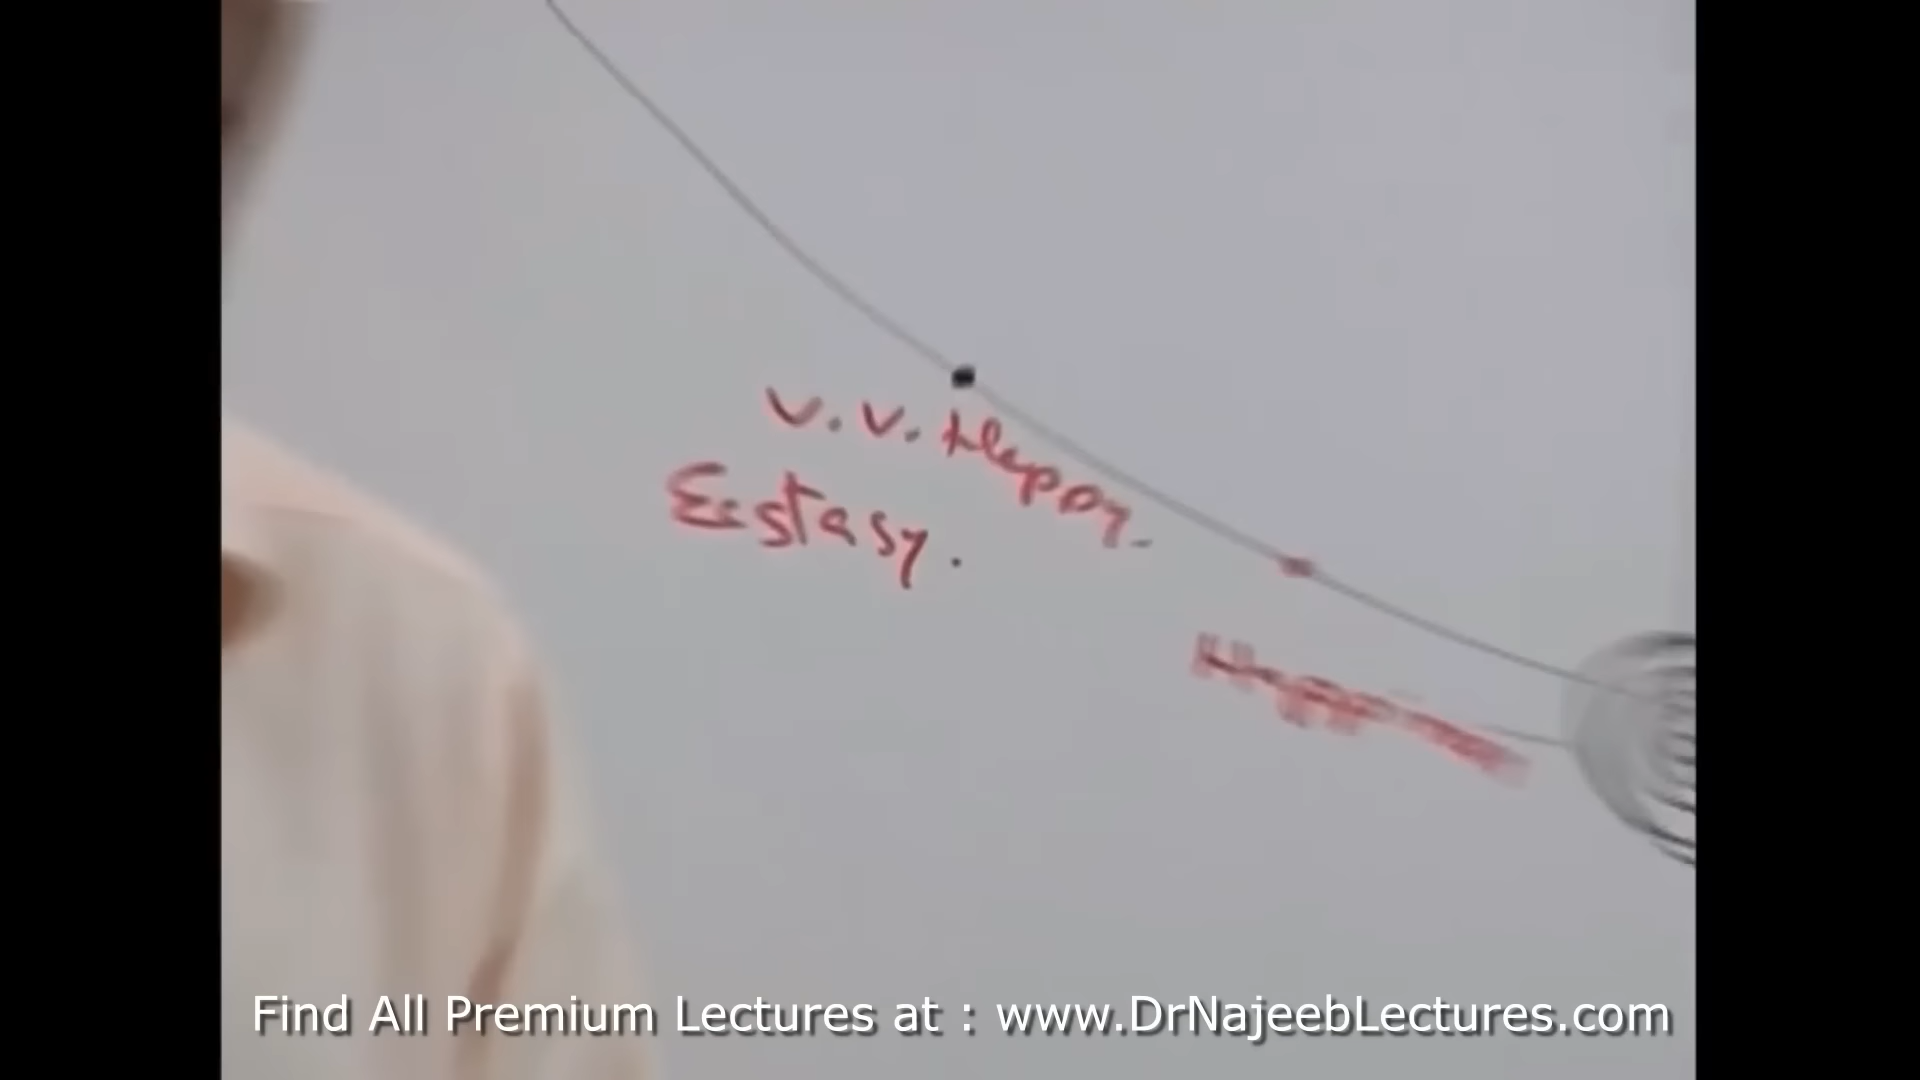 v.v. Happy.
Ecstasy.
Find All Premium Lectures at : www.DrNajeebLectures.com